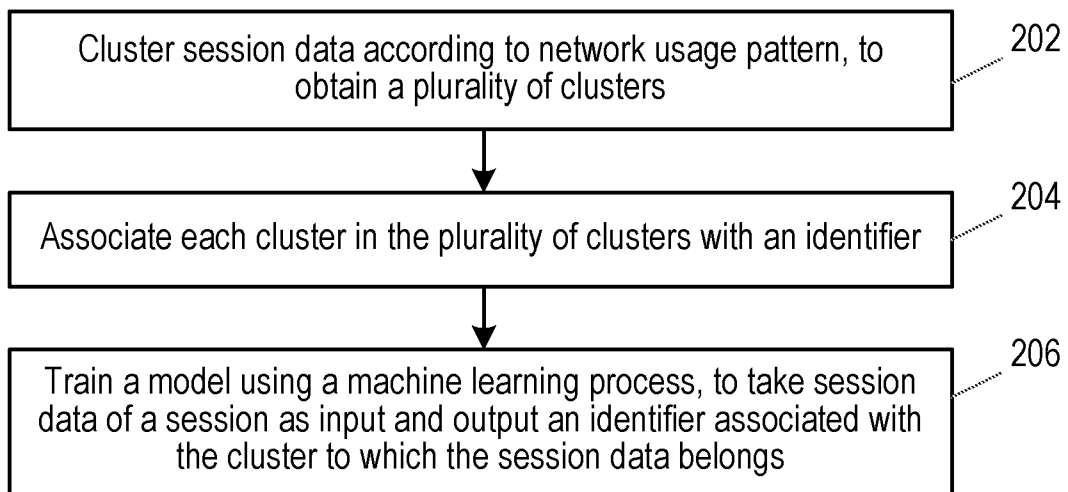 Cluster session data according to network usage pattern, to
obtain a plurality of clusters
202
Associate each cluster in the plurality of clusters with an identifier
204
Train a model using a machine learning process, to take session
data of a session as input and output an identifier associated with
the cluster to which the session data belongs
206